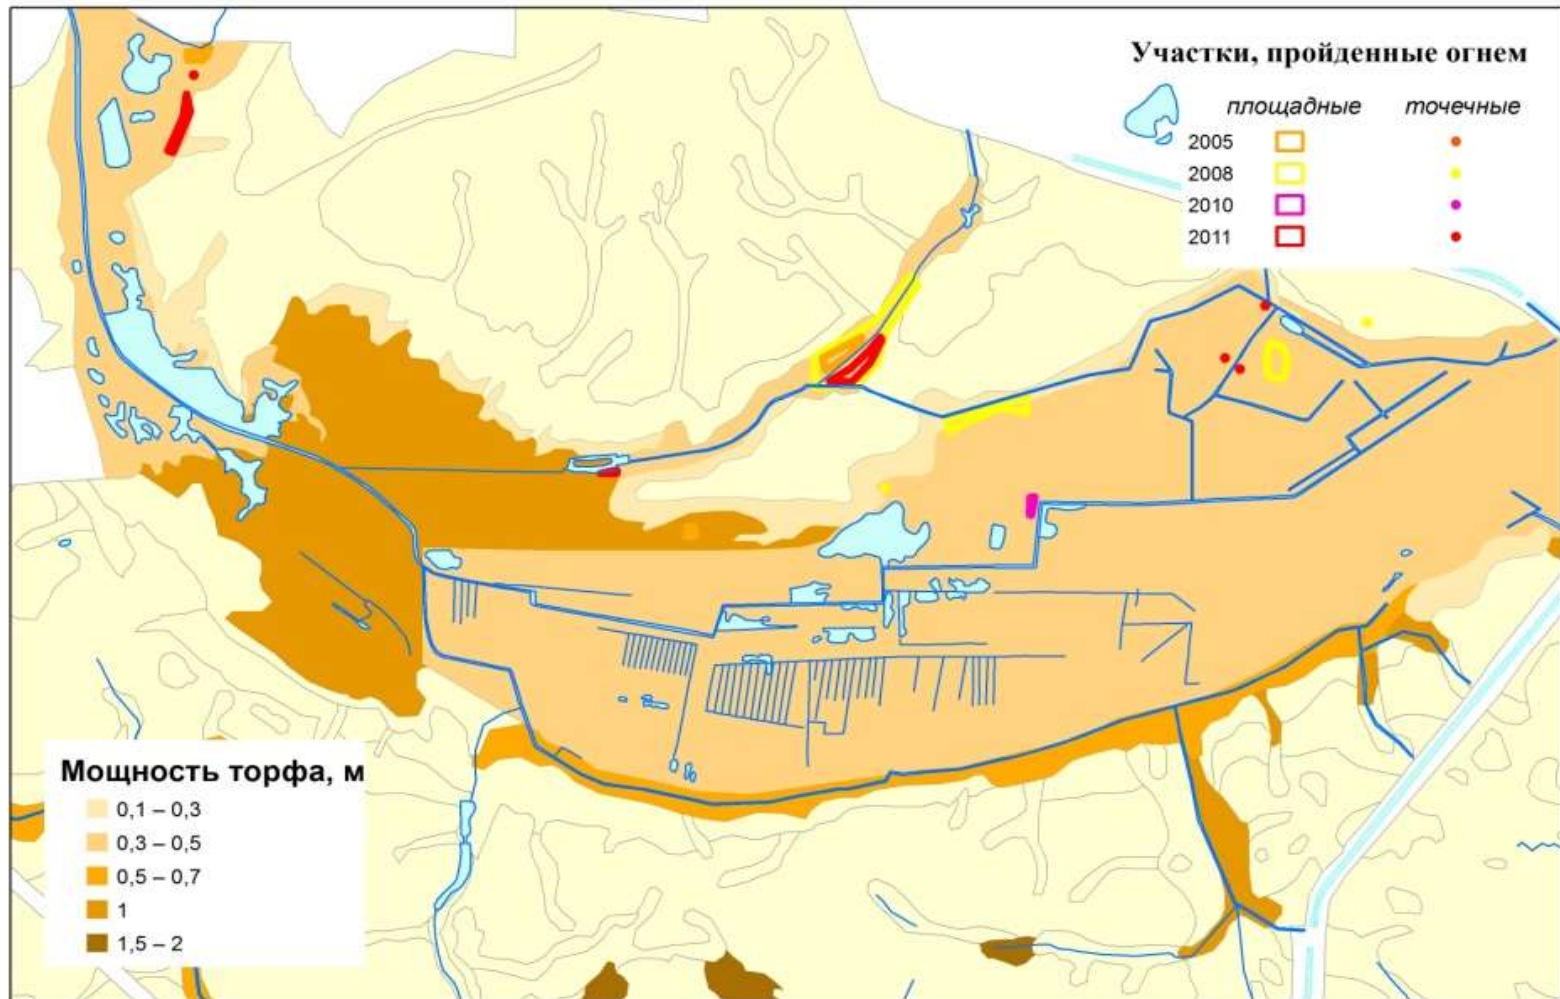 Участки, пройденные огнем
площадные точечные
2005
2008
2010
2011
Мощность торфа, м
0,1 – 0,3
0,3 – 0,5
0,5 – 0,7
1
1,5 – 2